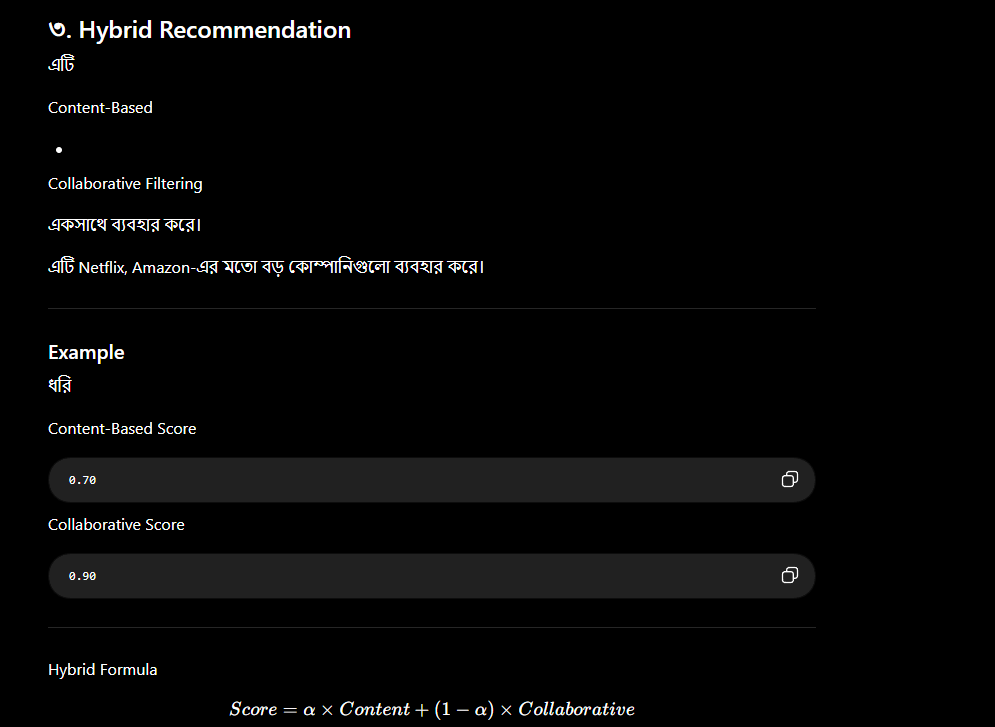 ৩. Hybrid Recommendation
এটি
Content-Based
•
Collaborative Filtering
একসাথে ব্যবহার করে।
এটি Netflix, Amazon-এর মতো বড় কোম্পানিগুলো ব্যবহার করে।
Example
ধরি
Content-Based Score
0.70
Collaborative Score
0.90
Hybrid Formula
Score = α × Content + (1 − α) × Collaborative